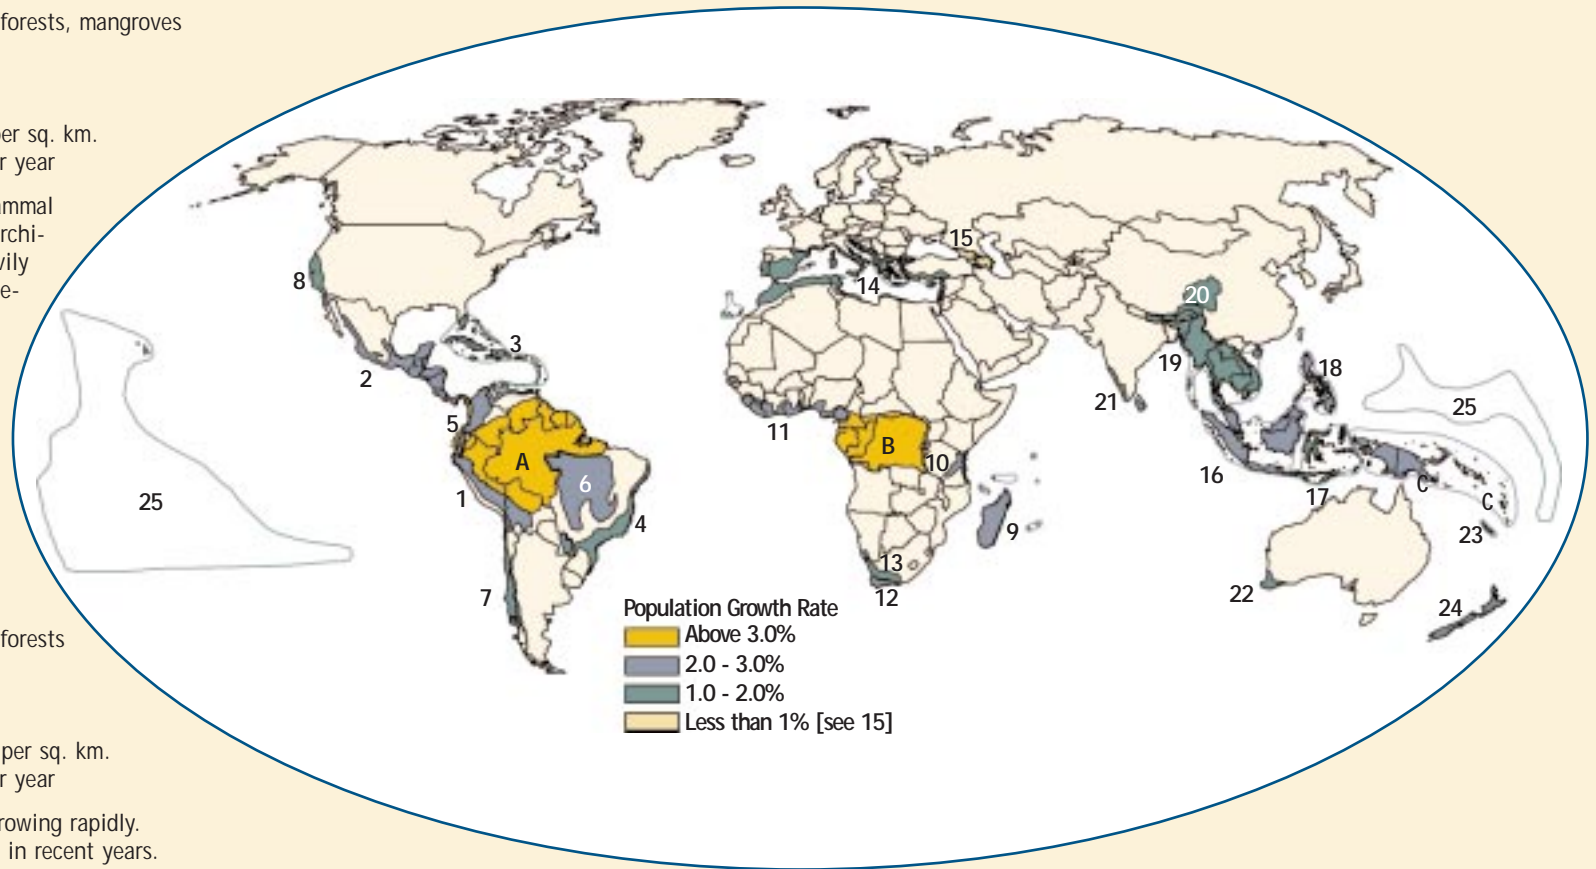 forests, mangroves
per sq. km.
r year
ammal
rchi-
vily
e-
forests
per sq. km.
r year
rowing rapidly.
in recent years.
15
8
14
20
3
2
19
18
21
5
25
11
A
B
10
6
16
1
17
C
C
25
4
9
23
13
7
12
22
24
Population Growth Rate
Above 3.0%
2.0 - 3.0%
1.0 - 2.0%
Less than 1% [see 15]